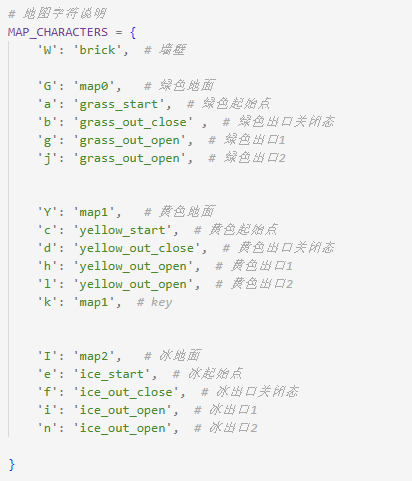 # 地图字符说明
MAP_CHARACTERS = {
'W': 'brick',  # 墙壁
'G': 'map0',  # 绿色地面
'a': 'grass_start',  # 绿色起始点
'b': 'grass_out_close' ,  # 绿色出口关闭态
'g': 'grass_out_open',  # 绿色出口1
'j': 'grass_out_open',  # 绿色出口2
'Y': 'map1',  # 黄色地面
'c': 'yellow_start',  # 黄色起始点
'd': 'yellow_out_close',  # 黄色出口关闭态
'h': 'yellow_out_open',  # 黄色出口1
'l': 'yellow_out_open',  # 黄色出口2
'k': 'map1',  # key
'I': 'map2',  # 冰地面
'e': 'ice_start',  # 冰起始点
'f': 'ice_out_close',  # 冰出口关闭态
'i': 'ice_out_open',  # 冰出口1
'n': 'ice_out_open',  # 冰出口2
}